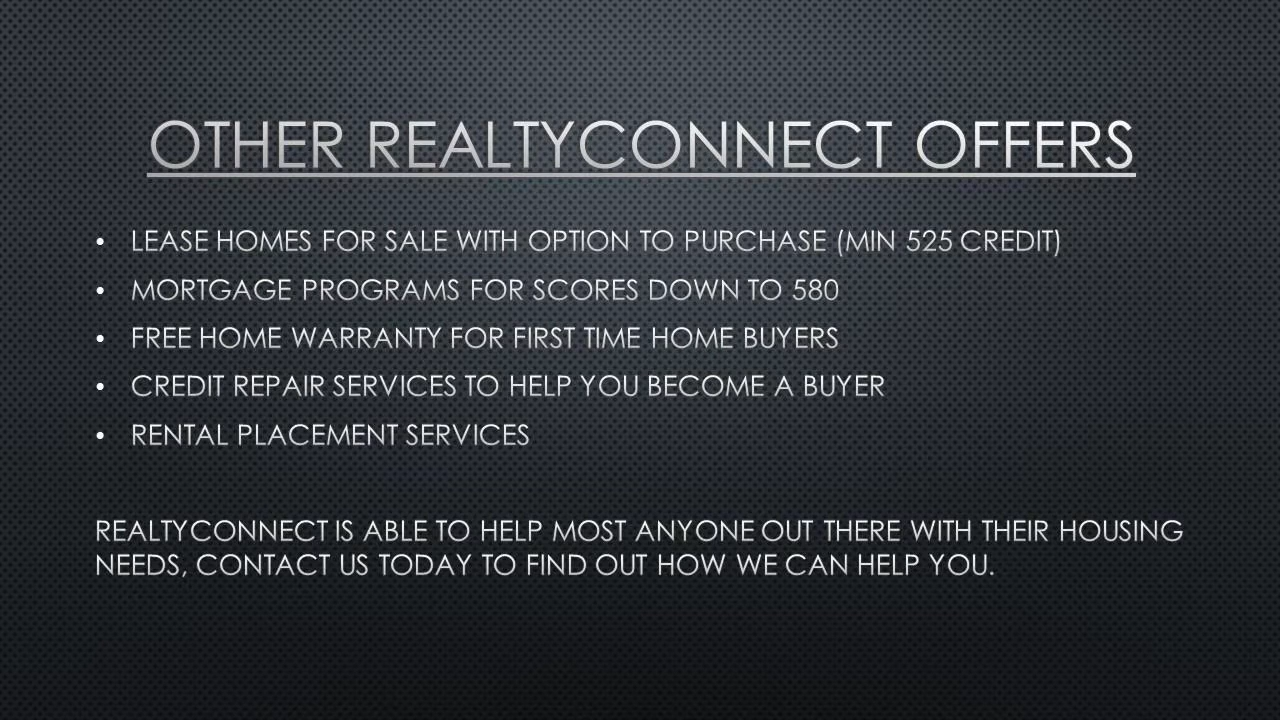 OTHER REALTYCONNECT OFFERS
• LEASE HOMES FOR SALE WITH OPTION TO PURCHASE (MIN 525 CREDIT)
• MORTGAGE PROGRAMS FOR SCORES DOWN TO 580
• FREE HOME WARRANTY FOR FIRST TIME HOME BUYERS
• CREDIT REPAIR SERVICES TO HELP YOU BECOME A BUYER
• RENTAL PLACEMENT SERVICES
REALTYCONNECT IS ABLE TO HELP MOST ANYONE OUT THERE WITH THEIR HOUSING
NEEDS, CONTACT US TODAY TO FIND OUT HOW WE CAN HELP YOU.